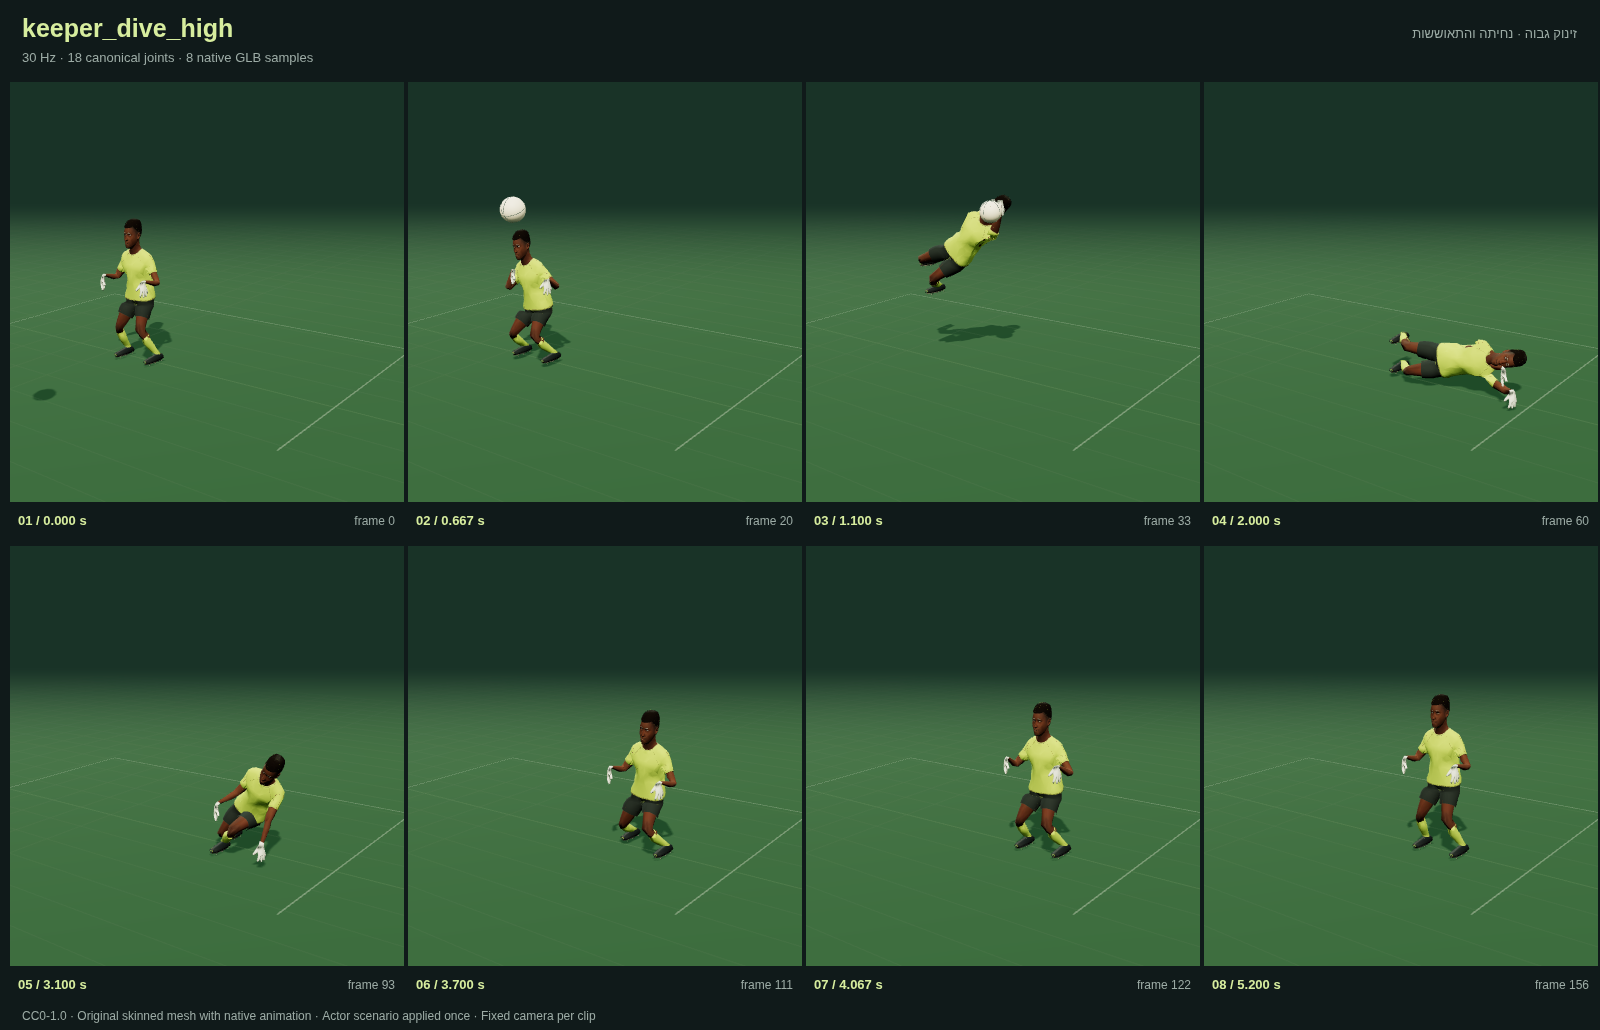 keeper_dive_high
30 Hz · 18 canonical joints · 8 native GLB samples
זינוק גבוה · נחיתה והתאוששות
01 / 0.000 s frame 0
02 / 0.667 s frame 20
03 / 1.100 s frame 33
04 / 2.000 s frame 60
05 / 3.100 s frame 93
06 / 3.700 s frame 111
07 / 4.067 s frame 122
08 / 5.200 s frame 156
CC0-1.0 · Original skinned mesh with native animation · Actor scenario applied once · Fixed camera per clip